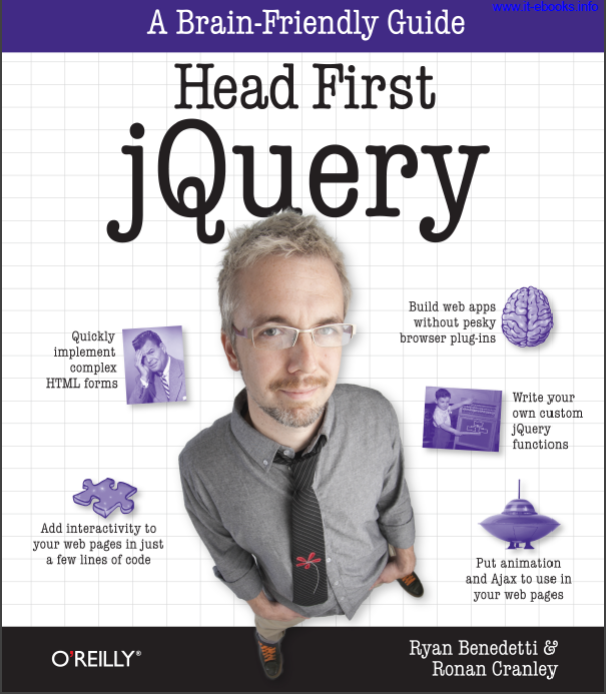 www.it-ebooks.info
A Brain-Friendly Guide
Head First
jQuery
Quickly
implement
complex
HTML forms
Build web apps
without pesky
browser plug-ins
Write your
own custom
jQuery
functions
Add interactivity to
your web pages in just
a few lines of code
Put animation
and Ajax to use in
your web pages
O'REILLY®
Ryan Benedetti &
Ronan Cranley